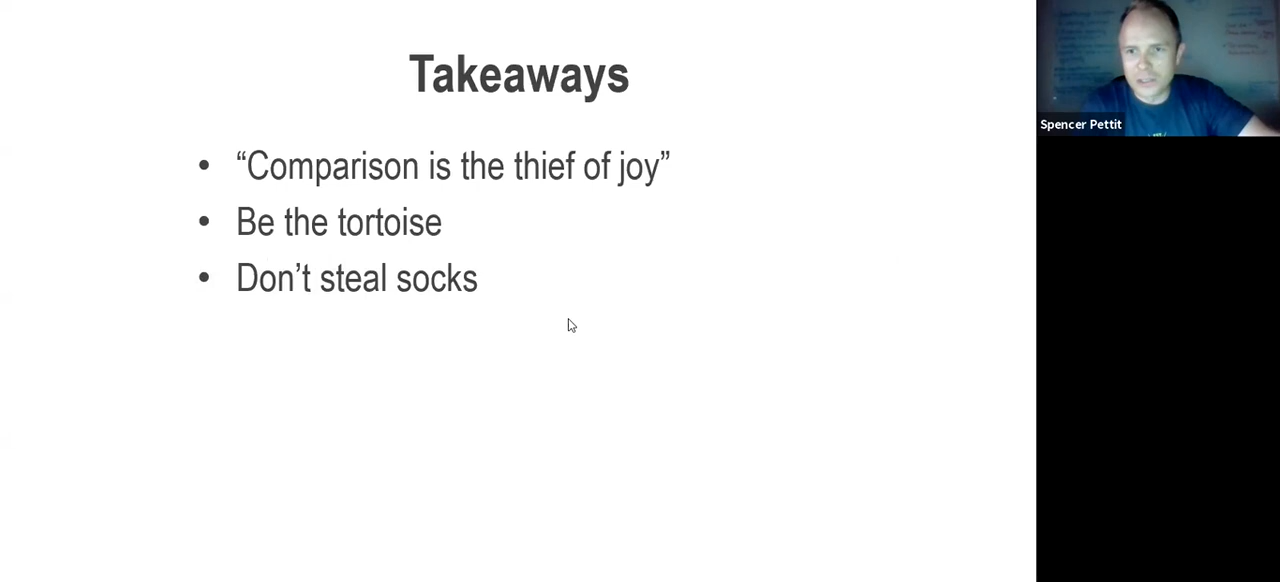 Takeaways
• “Comparison is the thief of joy”
• Be the tortoise
• Don’t steal socks
Spencer Pettit